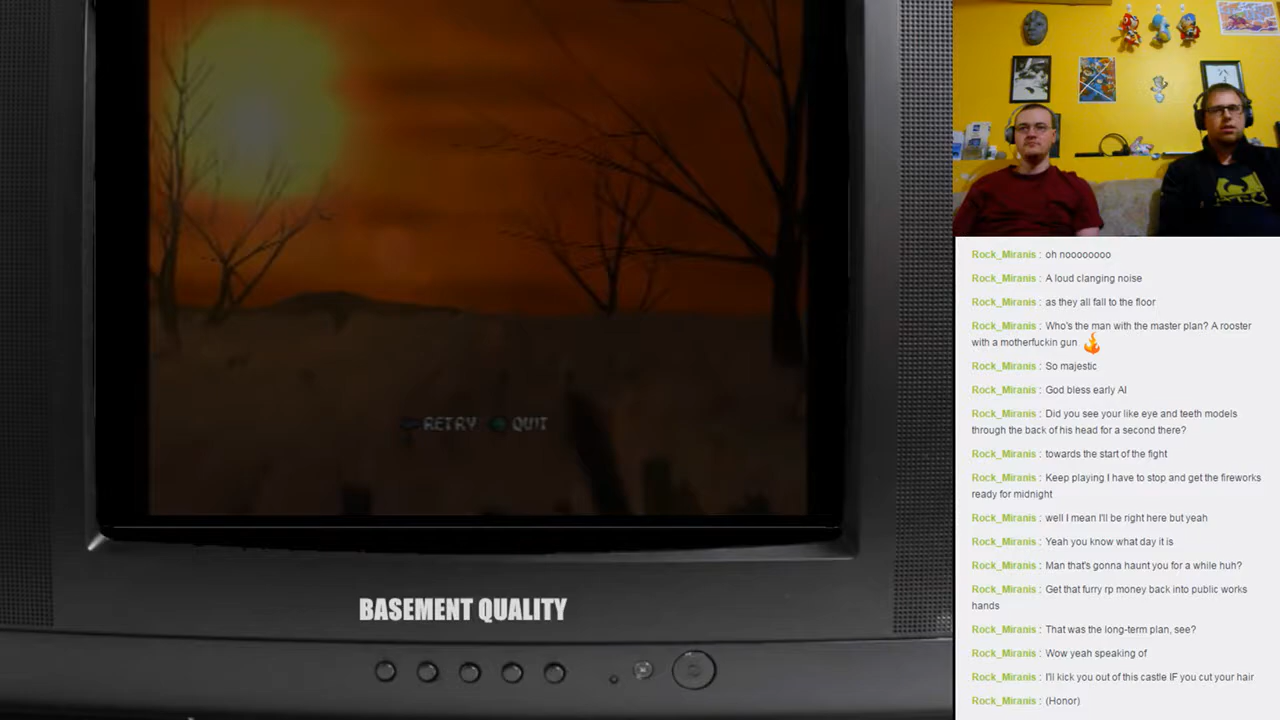 RETRY QUIT
BASEMENT QUALITY
Rock_Miranis : oh noooooooo
Rock_Miranis : A loud clanging noise
Rock_Miranis : as they all fall to the floor
Rock_Miranis : Who's the man with the master plan? A rooster
with a motherfuckin gun
Rock_Miranis : So majestic
Rock_Miranis : God bless early AI
Rock_Miranis : Did you see your like eye and teeth models
through the back of his head for a second there?
Rock_Miranis : towards the start of the fight
Rock_Miranis : Keep playing I have to stop and get the fireworks
ready for midnight
Rock_Miranis : well I mean I'll be right here but yeah
Rock_Miranis : Yeah you know what day it is
Rock_Miranis : Man that's gonna haunt you for a while huh?
Rock_Miranis : Get that furry rp money back into public works
hands
Rock_Miranis : That was the long-term plan, see?
Rock_Miranis : Wow yeah speaking of
Rock_Miranis : I'll kick you out of this castle IF you cut your hair
Rock_Miranis : (Honor)